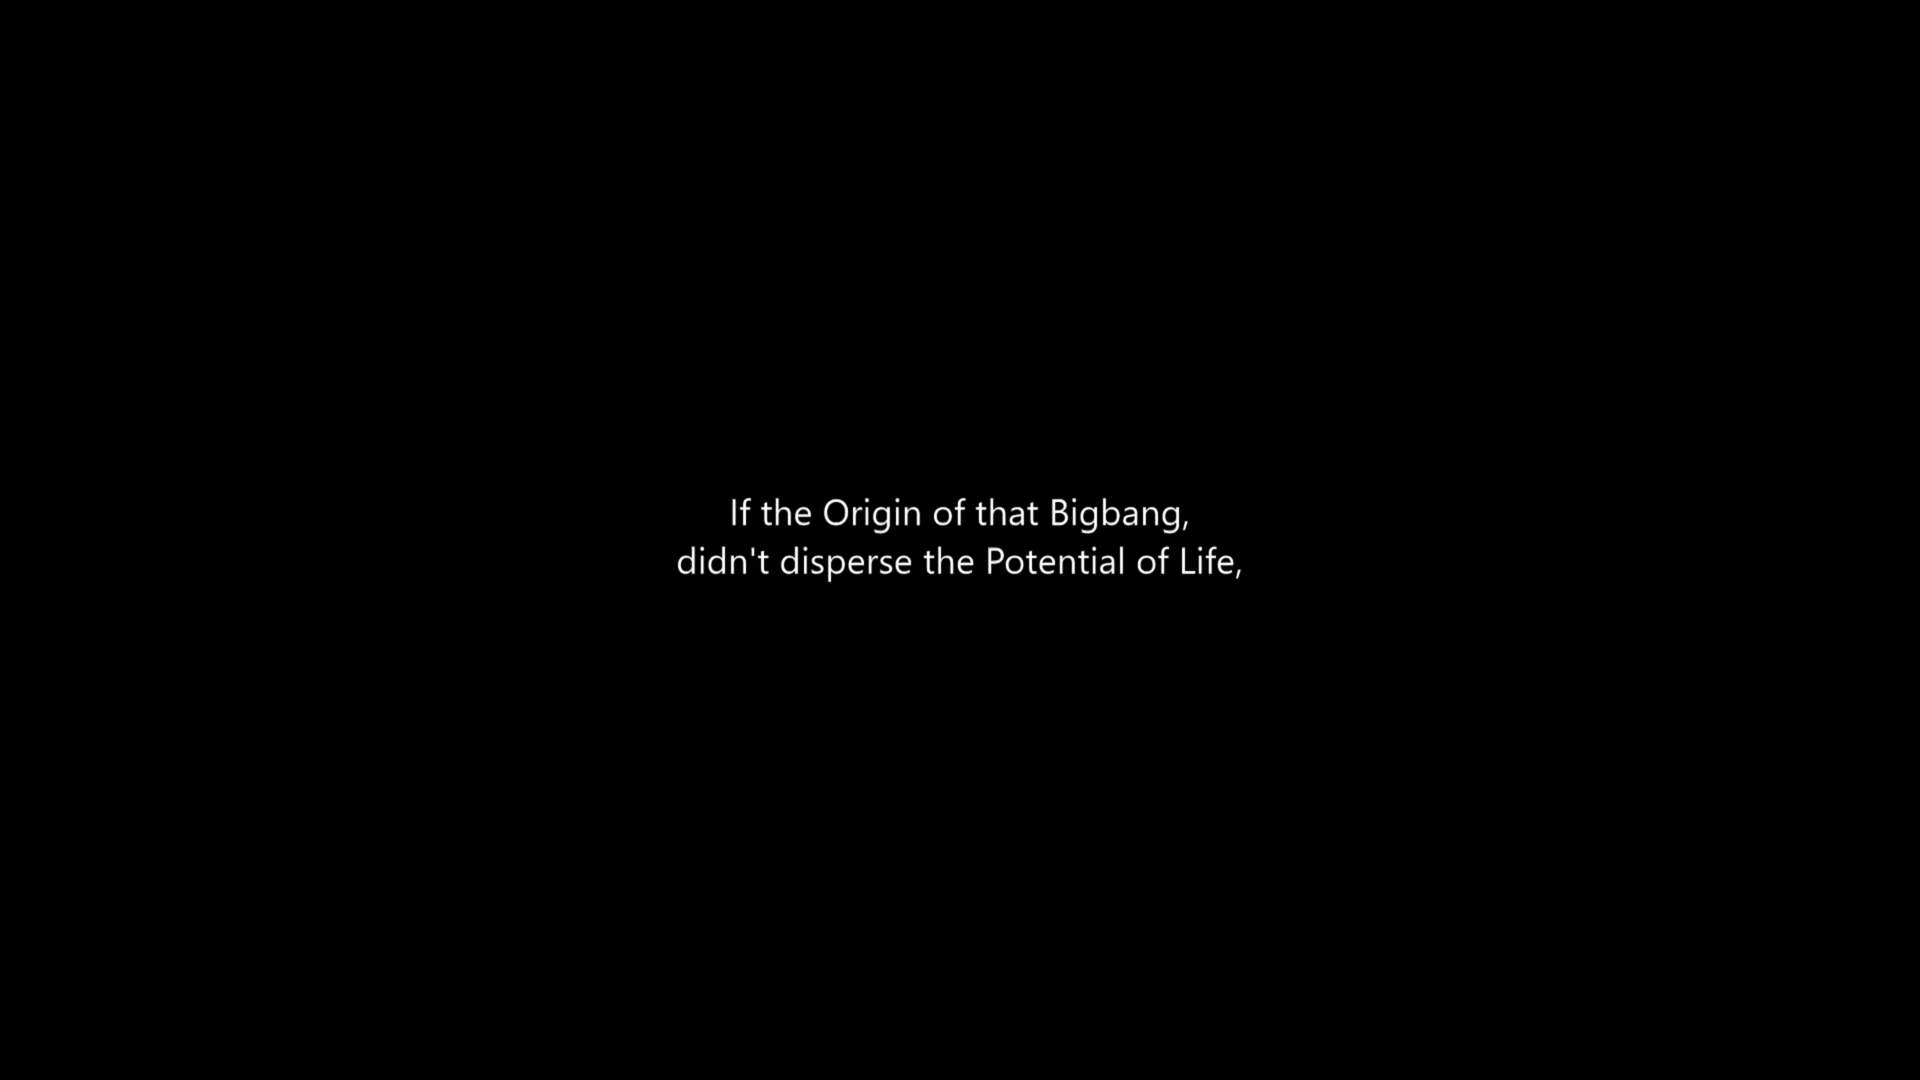 If the Origin of that Bigbang,
didn't disperse the Potential of Life,